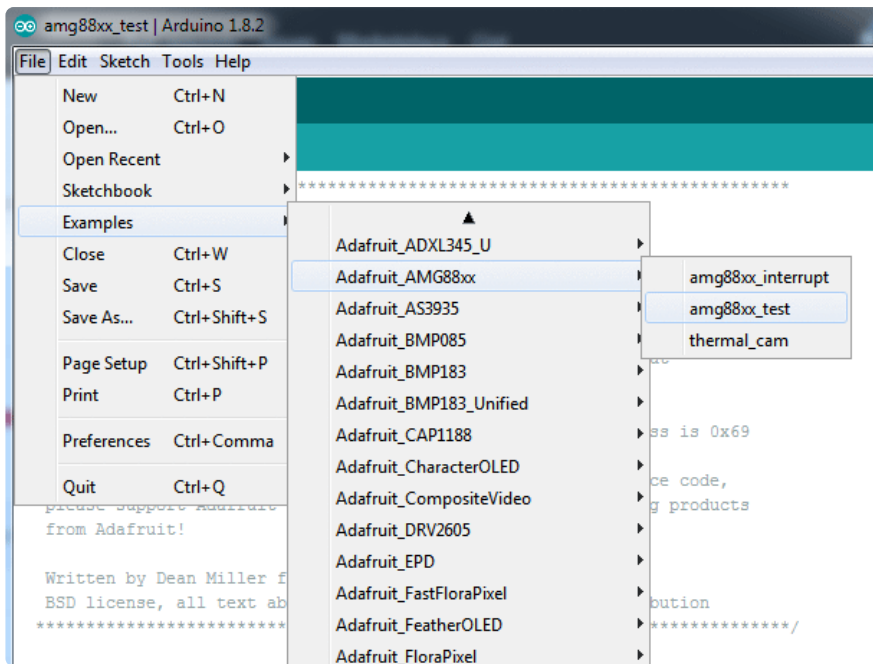 amg88xx_test | Arduino 1.8.2
File Edit Sketch Tools Help
New Ctrl+N
Open... Ctrl+O
Open Recent
Sketchbook
Examples
Close Ctrl+W
Save Ctrl+S
Save As... Ctrl+Shift+S
Page Setup Ctrl+Shift+P
Print Ctrl+P
Preferences Ctrl+Comma
Quit Ctrl+Q
Adafruit_ADXL345_U
Adafruit_AMG88xx
Adafruit_AS3935
Adafruit_BMP085
Adafruit_BMP183
Adafruit_BMP183_Unified
Adafruit_CAP1188
Adafruit_CharacterOLED
Adafruit_CompositeVideo
Adafruit_DRV2605
Adafruit_EPD
Adafruit_FastFloraPixel
Adafruit_FeatherOLED
Adafruit_FloraPixel
amg88xx_interrupt
amg88xx_test
thermal_cam
************************************************
ss is 0x69
ce code,
please support Adafruit
g products
from Adafruit!
Written by Dean Miller f
BSD license, all text ab
bution
*************************
**************/